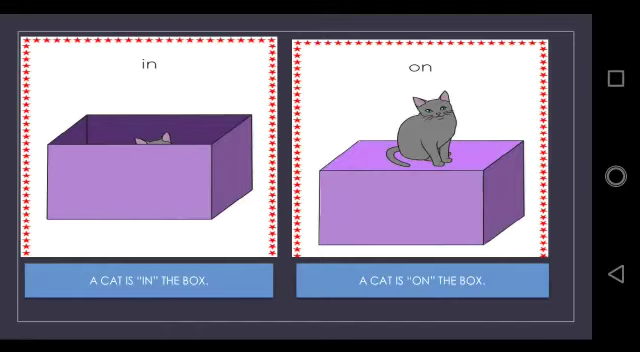 in
on
A CAT IS “IN” THE BOX.
A CAT IS “ON” THE BOX.